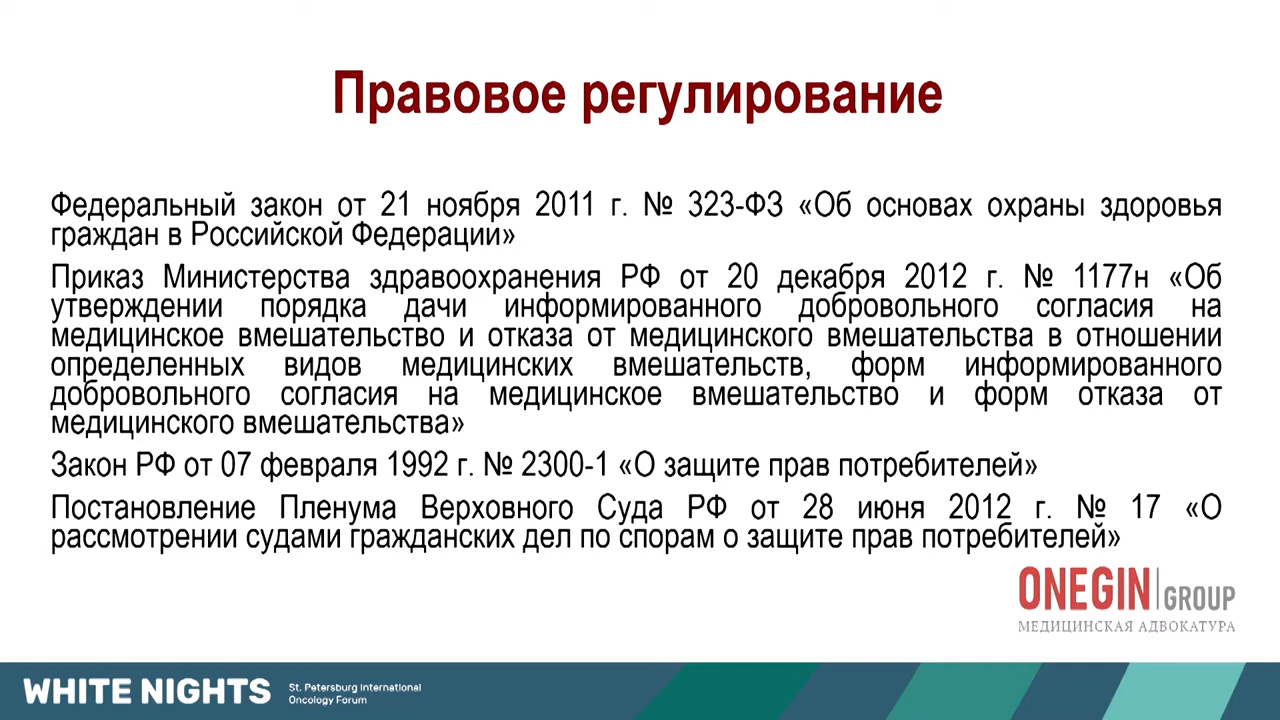 Правовое регулирование
Федеральный закон от 21 ноября 2011 г. № 323-ФЗ «Об основах охраны здоровья
граждан в Российской Федерации»
Приказ Министерства здравоохранения РФ от 20 декабря 2012 г. № 1177н «Об
утверждении порядка дачи информированного добровольного согласия на
медицинское вмешательство и отказа от медицинского вмешательства в отношении
определенных видов медицинских вмешательств, форм информированного
добровольного согласия на медицинское вмешательство и форм отказа от
медицинского вмешательства»
Закон РФ от 07 февраля 1992 г. № 2300-1 «О защите прав потребителей»
Постановление Пленума Верховного Суда РФ от 28 июня 2012 г. № 17 «О
рассмотрении судами гражданских дел по спорам о защите прав потребителей»
ONEGIN GROUP
МЕДИЦИНСКАЯ АДВОКАТУРА
WHITE NIGHTS
St. Petersburg International
Oncology Forum